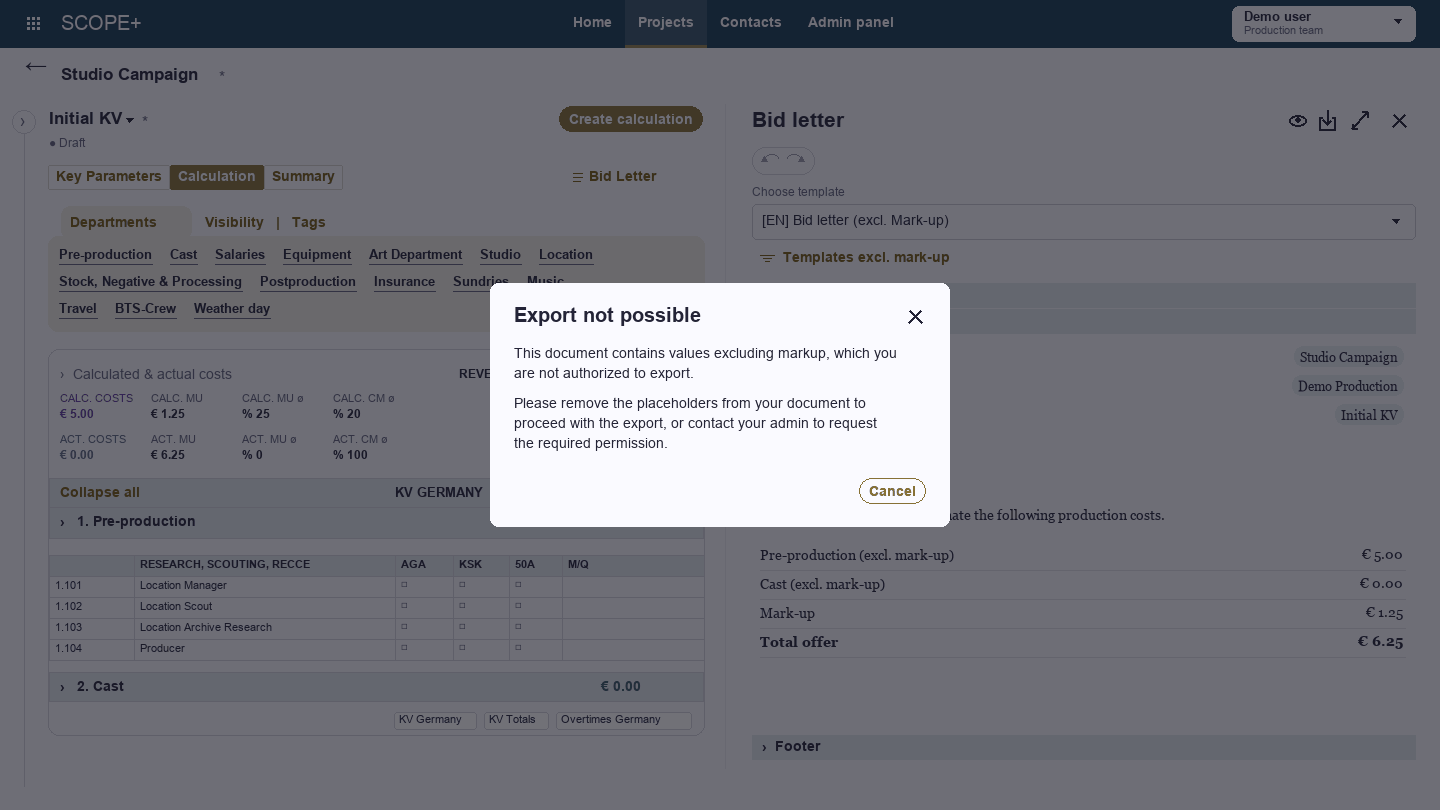 SCOPE+
Home
Projects
Contacts
Admin panel
Demo user
Production team
Studio Campaign *
Initial KV *
● Draft
Create calculation
Key Parameters
Calculation
Summary
Bid Letter
Departments
Visibility | Tags
Pre-production Cast Salaries Equipment Art Department Studio Location
Stock, Negative & Processing Postproduction Insurance Sundries Music
Travel BTS-Crew Weather day
› Calculated & actual costs
REVE
CALC. COSTS CALC. MU CALC. MU ø CALC. CM ø
€ 5.00 € 1.25 % 25 % 20
ACT. COSTS ACT. MU ACT. MU ø ACT. CM ø
€ 0.00 € 6.25 % 0 % 100
Collapse all
KV GERMANY
› 1. Pre-production
RESEARCH, SCOUTING, RECCE AGA KSK 50A M/Q
1.101 Location Manager
1.102 Location Scout
1.103 Location Archive Research
1.104 Producer
› 2. Cast € 0.00
KV Germany
KV Totals
Overtimes Germany
Bid letter
Choose template
[EN] Bid letter (excl. Mark-up)
Templates excl. mark-up
Studio Campaign
Demo Production
Initial KV
ate the following production costs.
Pre-production (excl. mark-up) € 5.00
Cast (excl. mark-up) € 0.00
Mark-up € 1.25
Total offer € 6.25
› Footer
Export not possible
This document contains values excluding markup, which you
are not authorized to export.
Please remove the placeholders from your document to
proceed with the export, or contact your admin to request
the required permission.
Cancel